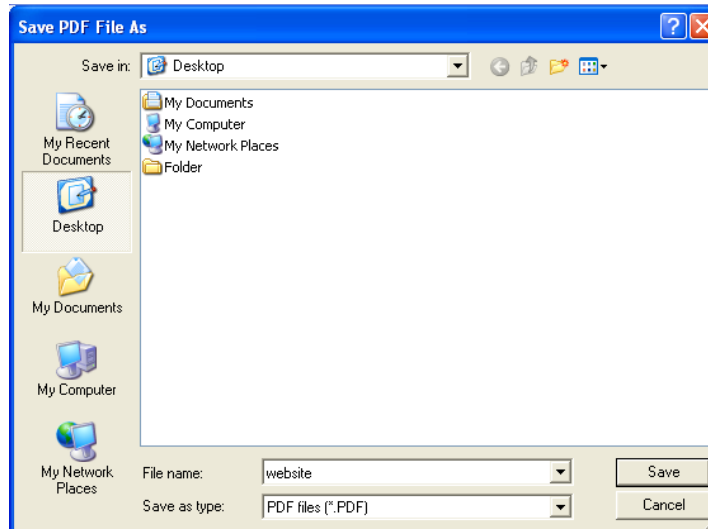 Save PDF File As
Save in: Desktop
My Documents
My Computer
My Network Places
Folder
My Recent
Documents
Desktop
My Documents
My Computer
My Network
Places
File name: website
Save
Save as type: PDF files (*.PDF)
Cancel